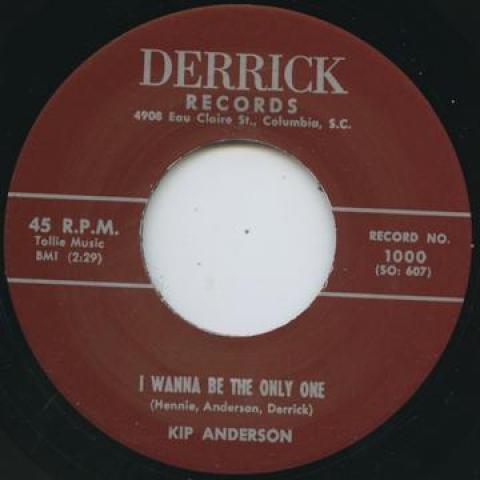 DERRICK
RECORDS
4908 Eau Claire St., Columbia, S.C.
45 R.P.M.
Tollie Music
BMI (2:29)
RECORD NO.
1000
(SO: 607)
I WANNA BE THE ONLY ONE
(Hennie, Anderson, Derrick)
KIP ANDERSON